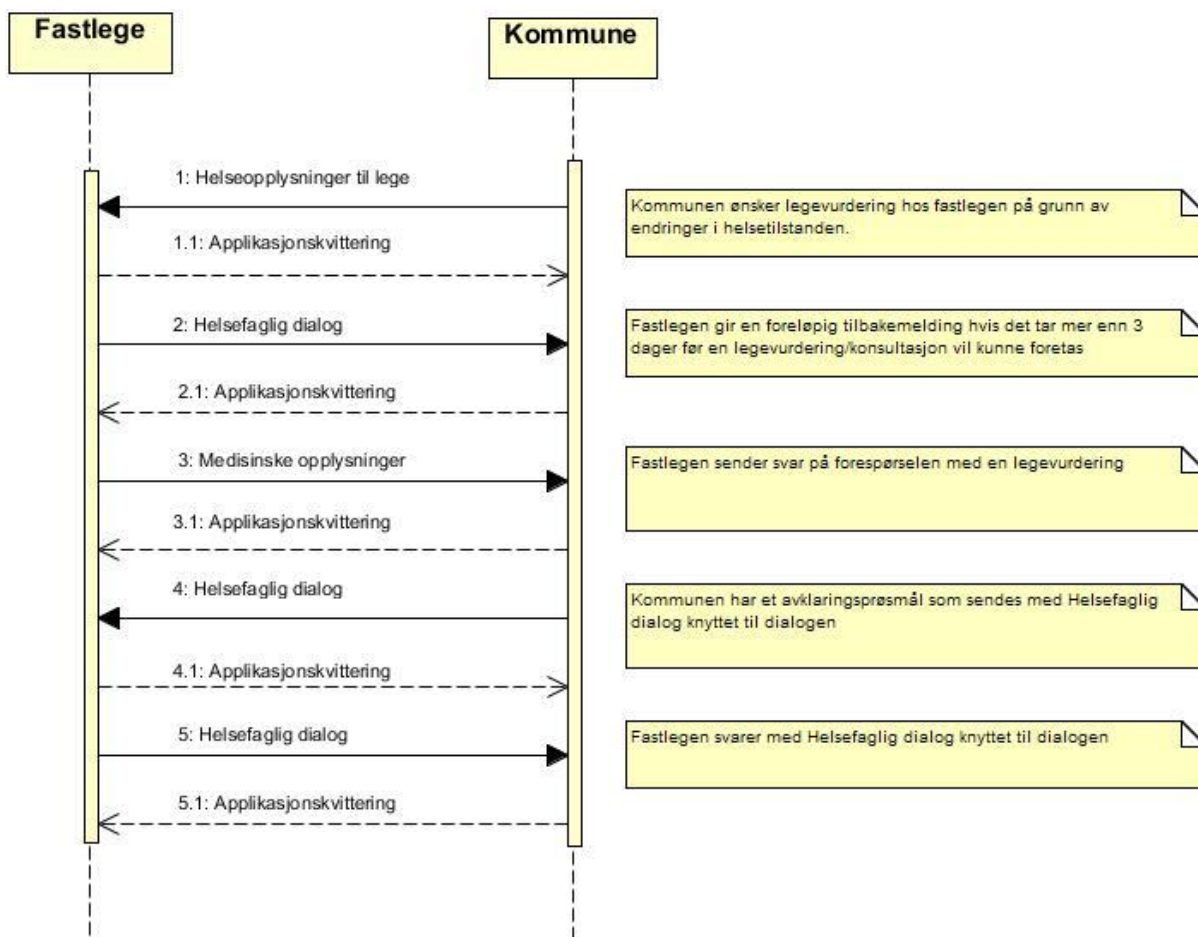 Fastlege
Kommune
1: Helseopplysninger til lege
Kommunen ønsker legevurdering hos fastlegen på grunn av
endringer i helsetilstanden.
1.1: Applikasjonskvittering
2: Helsefaglig dialog
Fastlegen gir en foreløpig tilbakemelding hvis det tar mer enn 3
dager før en legevurdering/konsultasjon vil kunne foretas
2.1: Applikasjonskvittering
3: Medisinske opplysninger
Fastlegen sender svar på forespørselen med en legevurdering
3.1: Applikasjonskvittering
4: Helsefaglig dialog
Kommunen har et avklaringsprøsmål som sendes med Helsefaglig
dialog knyttet til dialogen
4.1: Applikasjonskvittering
5: Helsefaglig dialog
Fastlegen svarer med Helsefaglig dialog knyttet til dialogen
5.1: Applikasjonskvittering